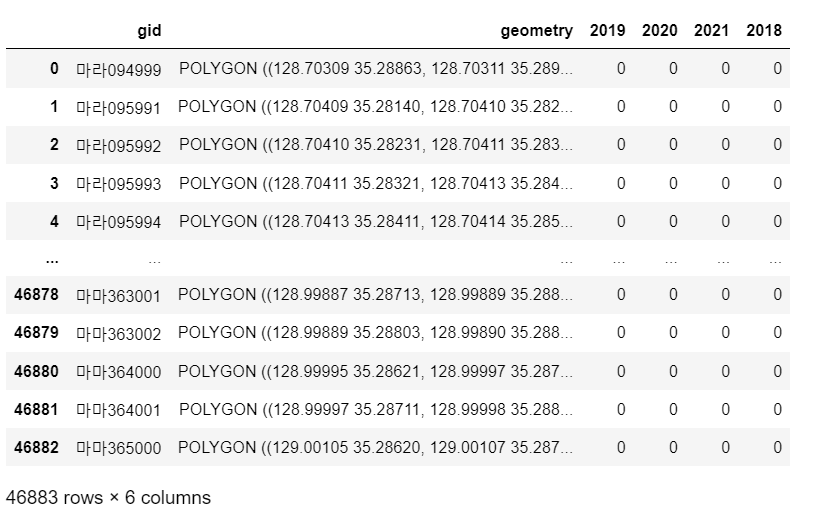 gid geometry 2019 2020 2021 2018
0 마라094999 POLYGON ((128.70309 35.28863, 128.70311 35.289... 0 0 0 0
1 마라095991 POLYGON ((128.70409 35.28140, 128.70410 35.282... 0 0 0 0
2 마라095992 POLYGON ((128.70410 35.28231, 128.70411 35.283... 0 0 0 0
3 마라095993 POLYGON ((128.70411 35.28321, 128.70413 35.284... 0 0 0 0
4 마라095994 POLYGON ((128.70413 35.28411, 128.70414 35.285... 0 0 0 0
... ... ... ... ... ... ...
46878 마마363001 POLYGON ((128.99887 35.28713, 128.99889 35.288... 0 0 0 0
46879 마마363002 POLYGON ((128.99889 35.28803, 128.99890 35.288... 0 0 0 0
46880 마마364000 POLYGON ((128.99995 35.28621, 128.99997 35.287... 0 0 0 0
46881 마마364001 POLYGON ((128.99997 35.28711, 128.99998 35.288... 0 0 0 0
46882 마마365000 POLYGON ((129.00105 35.28620, 129.00107 35.287... 0 0 0 0
46883 rows × 6 columns